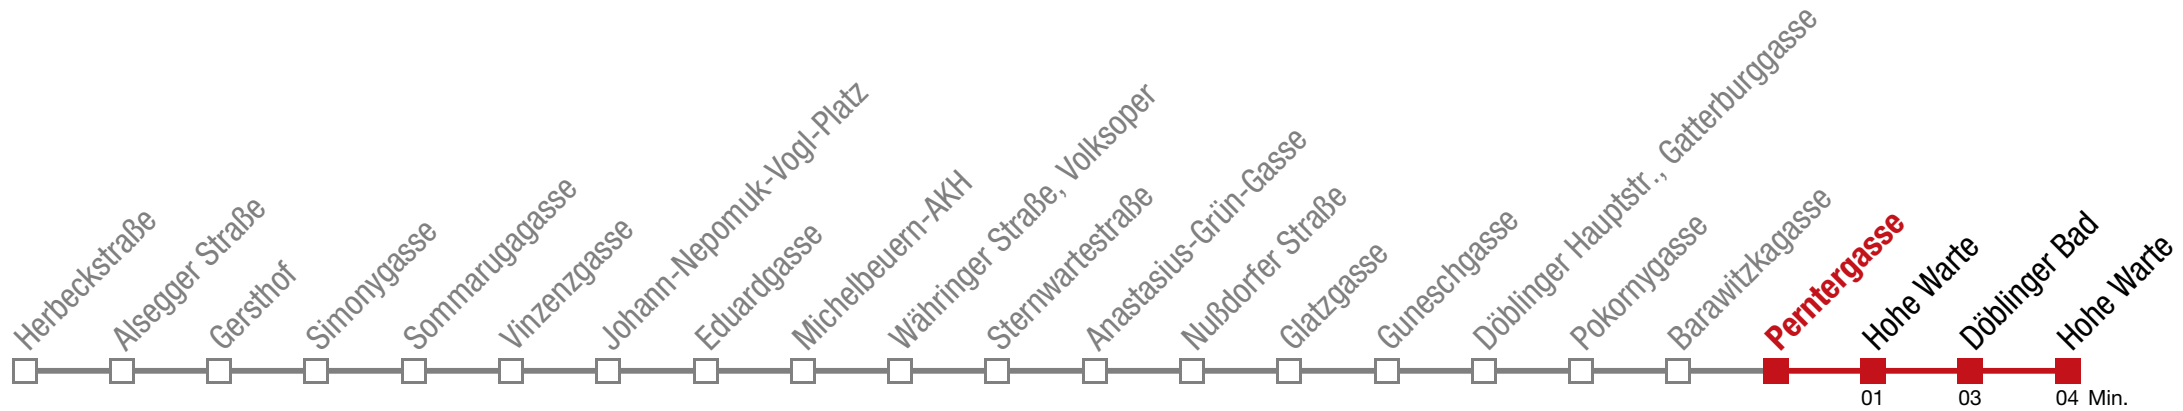 Herbeckstraße
Alsegger Straße
Gersthof
Simonygasse
Sommarugagasse
Vinzenzgasse
Johann-Nepomuk-Vogl-Platz
Eduardgasse
Michelbeuern-AKH
Währinger Straße, Volksoper
Sternwartestraße
Anastasius-Grün-Gasse
Nußdorfer Straße
Glatzgasse
Guneschgasse
Döblinger Hauptstr., Gatterburggasse
Pokornygasse
Barawitzkagasse
Perntergasse
Hohe Warte
Döblinger Bad
Hohe Warte
01 03 04 Min.